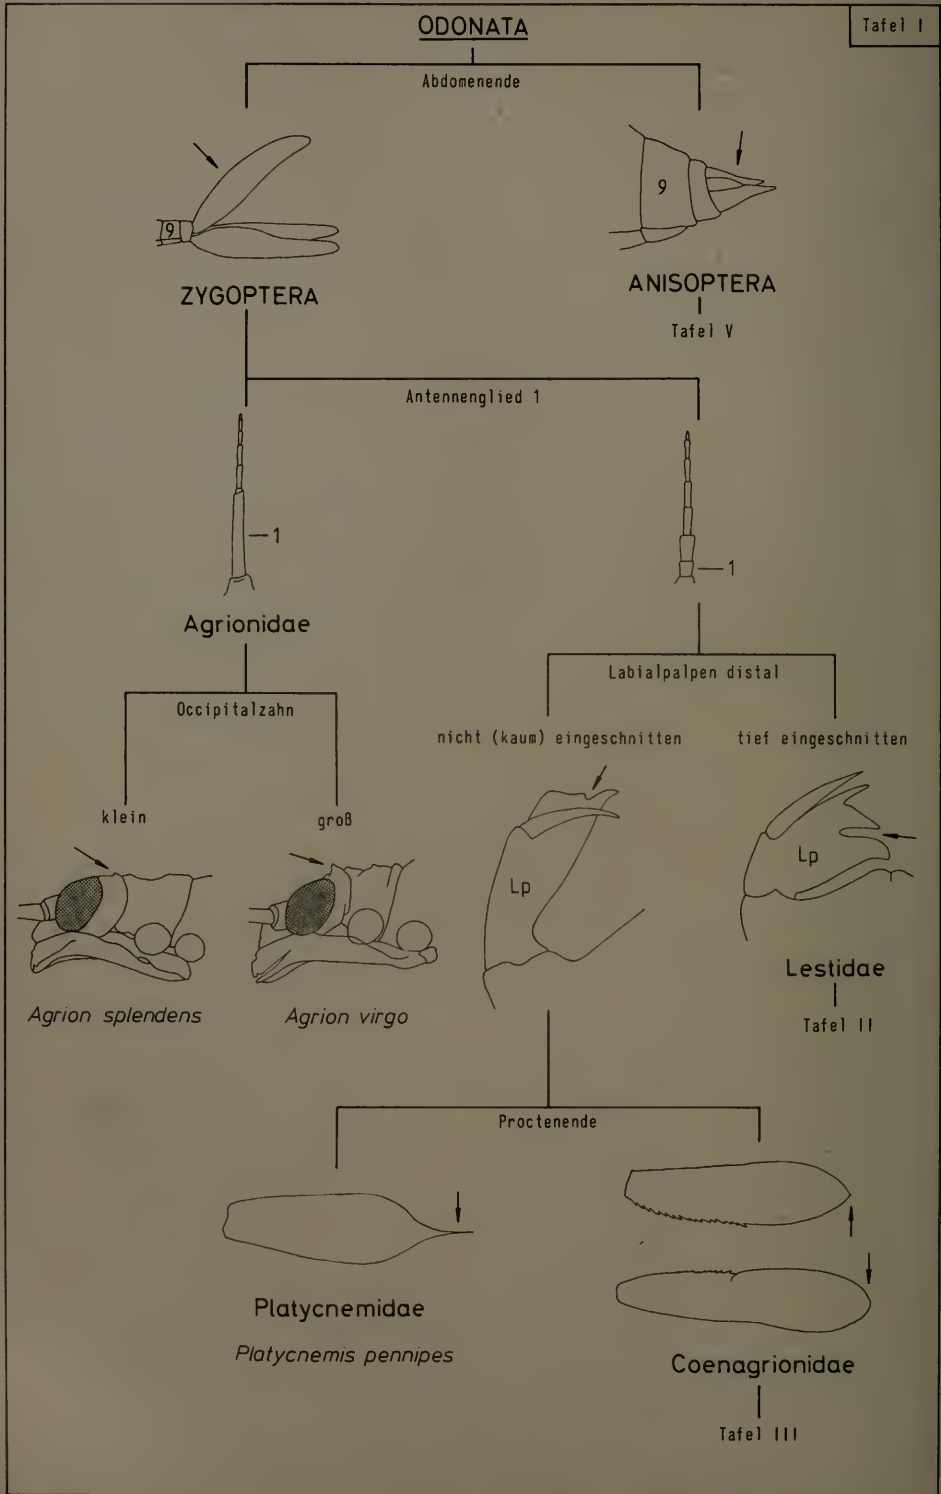 Tafel I
ODONATA
Abdomenende
9
9
ZYGOPTERA
ANISOPTERA
Tafel V
Antennenglied 1
1
1
Agrionidae
Labialpalpen distal
Occipitalzahn
nicht (kaum) eingeschnitten
tief eingeschnitten
klein
groß
Lp
Lp
Agrion splendens
Agrion virgo
Lestidae
Tafel II
Proctenende
Platycnemidae
Platycnemis pennipes
Coenagrionidae
Tafel III